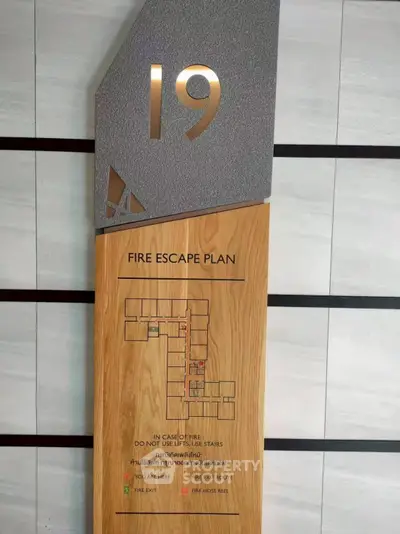 19
FIRE ESCAPE PLAN
IN CASE OF FIRE
DO NOT USE LIFTS, USE STAIRS
PROPERTY
SCOUT
FIRE EXIT
FIRE HOSE REEL